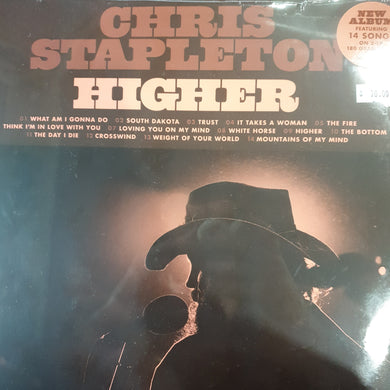 CHRIS
STAPLETON
HIGHER
NEW
ALBUM
FEATURING
14 SONGS
01 WHAT AM I GONNA DO 02 SOUTH DAKOTA 03 TRUST 04 IT TAKES A WOMAN 05 THE FIRE
THINK I'M IN LOVE WITH YOU 07 LOVING YOU ON MY MIND 08 WHITE HORSE 09 HIGHER 10 THE BOTTOM
11 THE DAY I DIE 12 CROSSWIND 13 WEIGHT OF YOUR WORLD 14 MOUNTAINS OF MY MIND